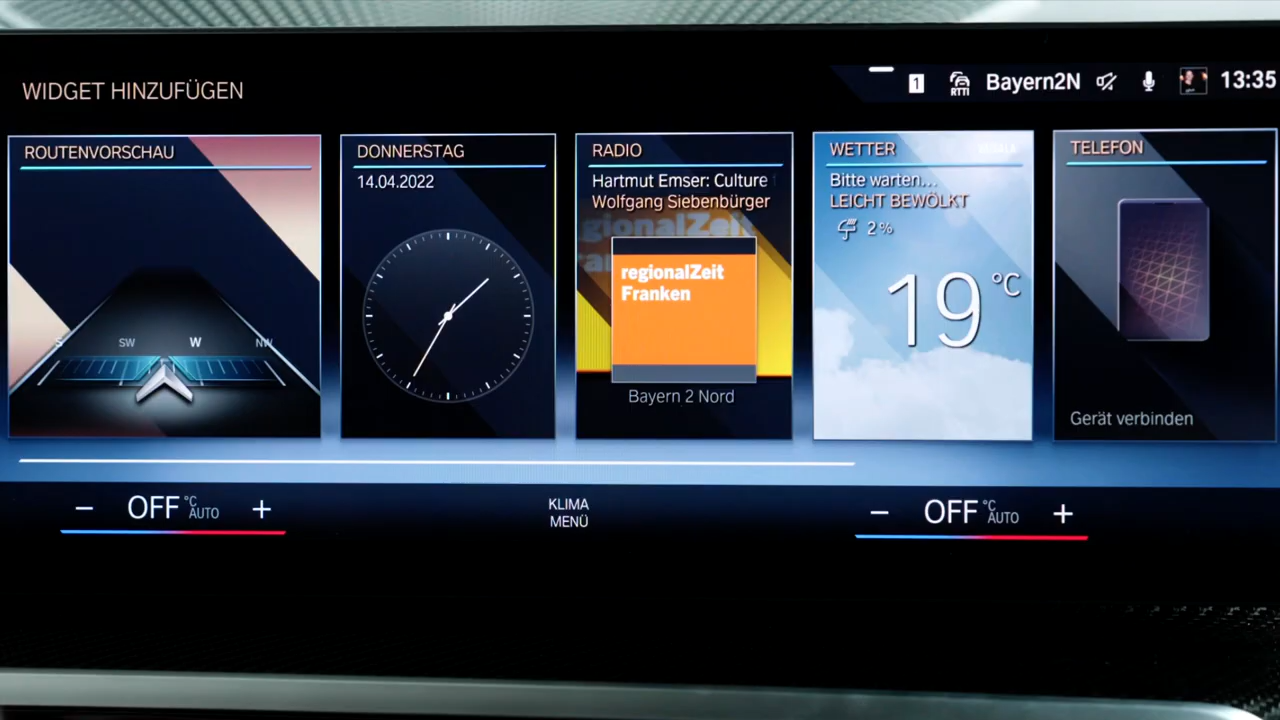 WIDGET HINZUFÜGEN
1
RTTI
Bayern2N
13:35
ROUTENVORSCHAU
S
SW
W
NW
DONNERSTAG
14.04.2022
RADIO
Hartmut Emser: Culture
Wolfgang Siebenbürger
regionalZeit
Franken
Bayern 2 Nord
WETTER
Bitte warten...
LEICHT BEWÖLKT
2%
19 °C
TELEFON
Gerät verbinden
− OFF °C AUTO +
KLIMA
MENÜ
− OFF °C AUTO +